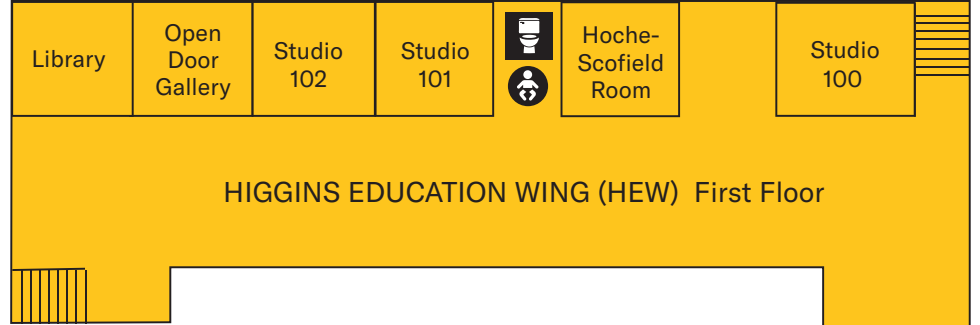 Library
Open
Door
Gallery
Studio
102
Studio
101
Hoche-
Scofield
Room
Studio
100
HIGGINS EDUCATION WING (HEW) First Floor